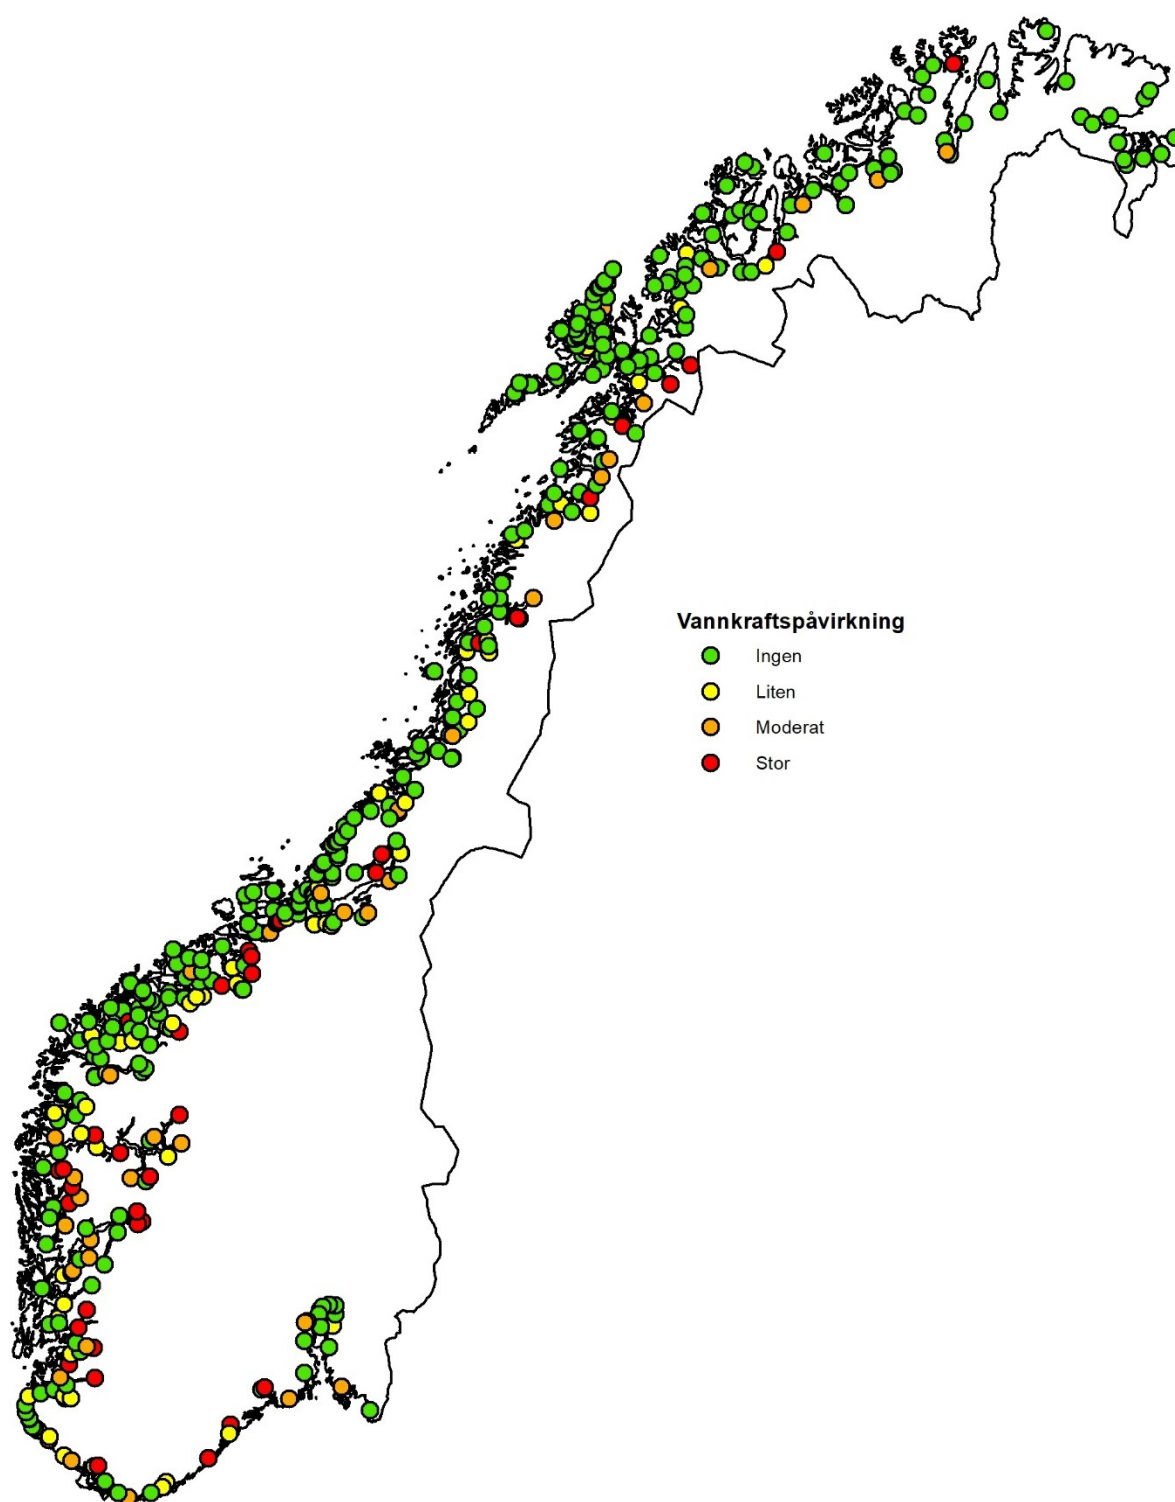 Vannkraftspåvirkning
Ingen
Liten
Moderat
Stor